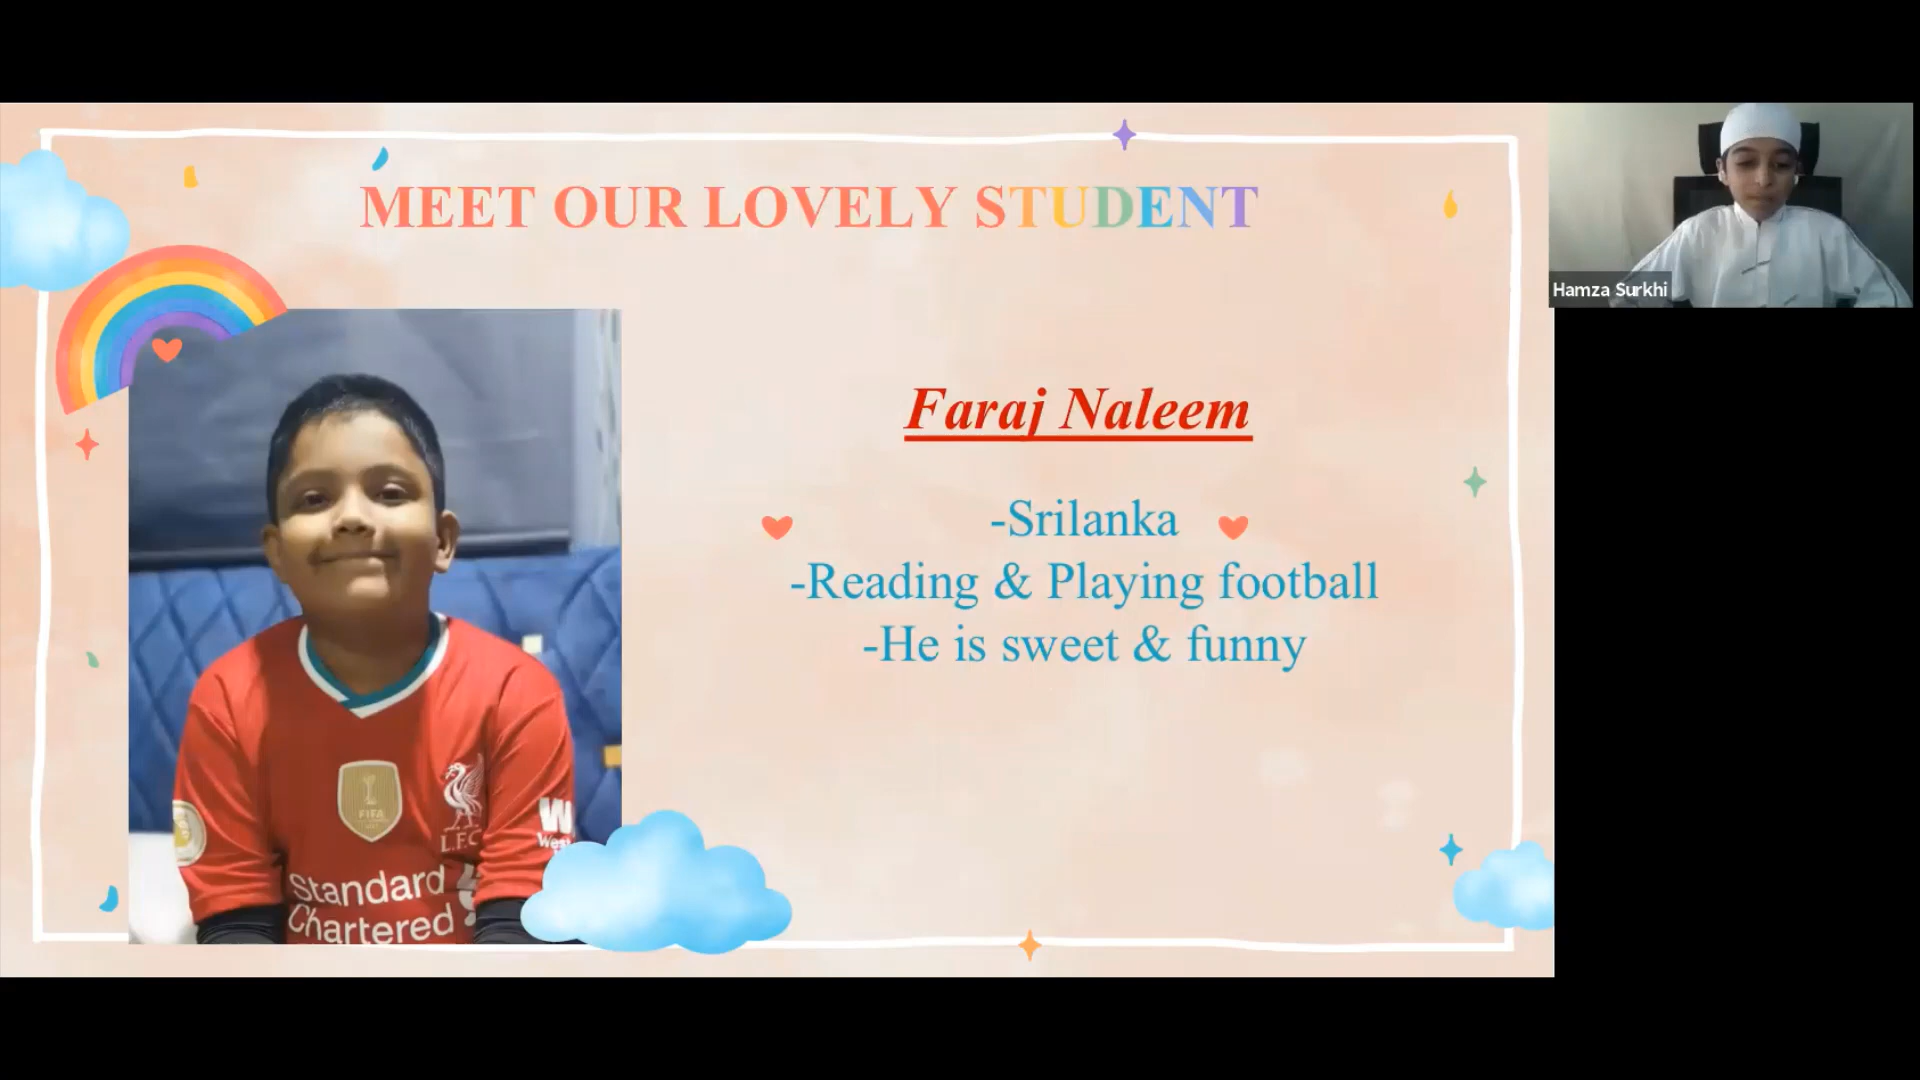 MEET OUR LOVELY STUDENT
Hamza Surkhi
Faraj Naleem
-Srilanka
-Reading & Playing football
-He is sweet & funny
FIFA
L.F.C
W
Wes
Standard
Chartered